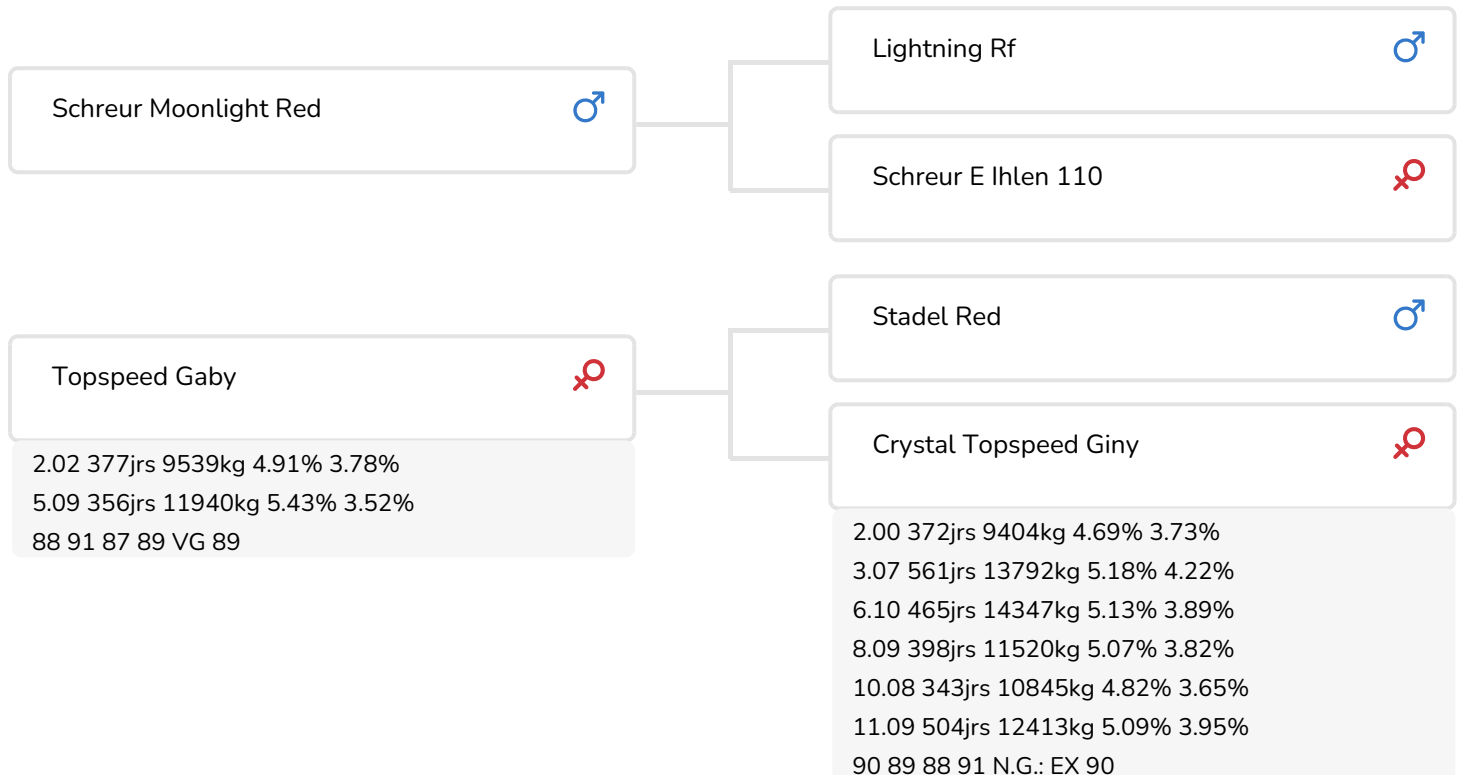 Schreur Moonlight Red
Lightning Rf
Schreur E Ihlen 110
Topspeed Gaby
2.02 377jrs 9539kg 4.91% 3.78%
5.09 356jrs 11940kg 5.43% 3.52%
88 91 87 89 VG 89
Stadel Red
Crystal Topspeed Giny
2.00 372jrs 9404kg 4.69% 3.73%
3.07 561jrs 13792kg 5.18% 4.22%
6.10 465jrs 14347kg 5.13% 3.89%
8.09 398jrs 11520kg 5.07% 3.82%
10.08 343jrs 10845kg 4.82% 3.65%
11.09 504jrs 12413kg 5.09% 3.95%
90 89 88 91 N.G.: EX 90